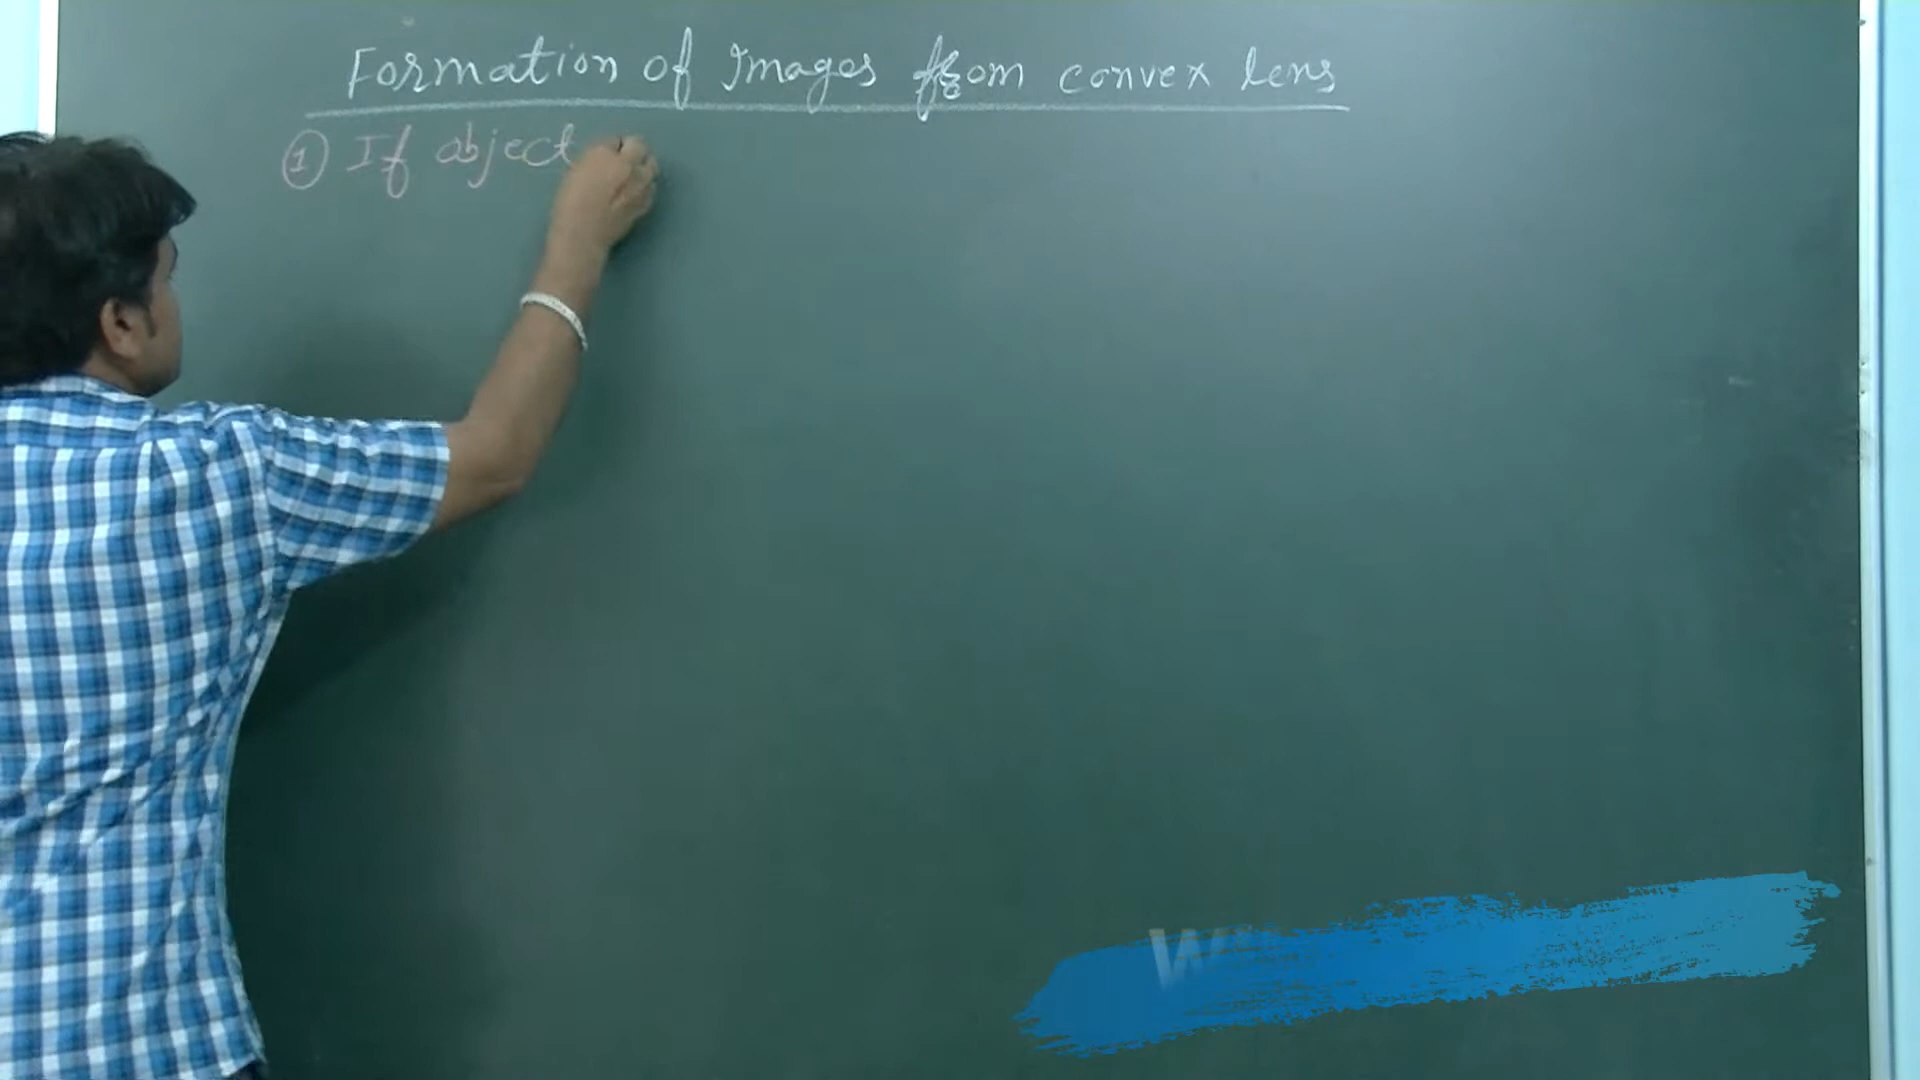 Formation of Images from convex lens
① If object